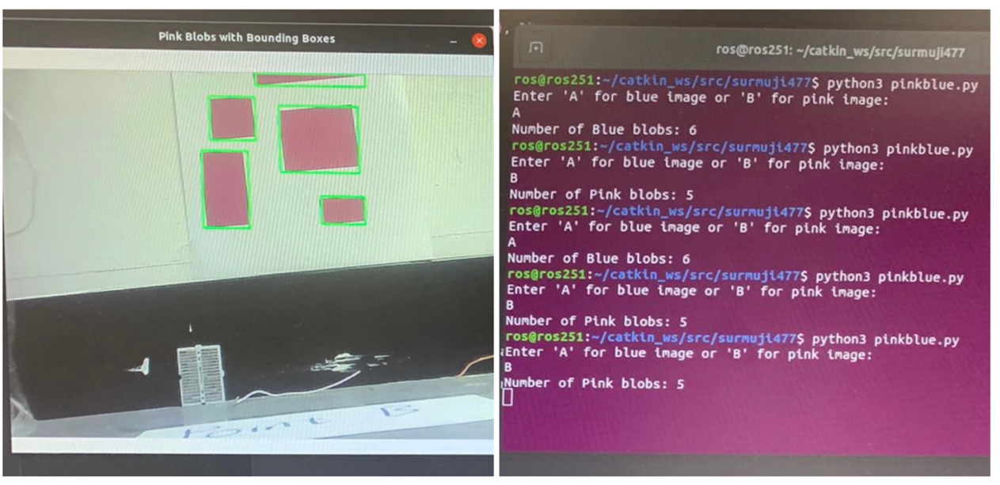 Pink Blobs with Bounding Boxes
Point B
ros@ros251: ~/catkin_ws/src/surmuji477
ros@ros251:~/catkin_ws/src/surmuji477$ python3 pinkblue.py
Enter 'A' for blue image or 'B' for pink image:
A
Number of Blue blobs: 6
ros@ros251:~/catkin_ws/src/surmuji477$ python3 pinkblue.py
Enter 'A' for blue image or 'B' for pink image:
B
Number of Pink blobs: 5
ros@ros251:~/catkin_ws/src/surmuji477$ python3 pinkblue.py
Enter 'A' for blue image or 'B' for pink image:
A
Number of Blue blobs: 6
ros@ros251:~/catkin_ws/src/surmuji477$ python3 pinkblue.py
Enter 'A' for blue image or 'B' for pink image:
B
Number of Pink blobs: 5
ros@ros251:~/catkin_ws/src/surmuji477$ python3 pinkblue.py
Enter 'A' for blue image or 'B' for pink image:
B
Number of Pink blobs: 5